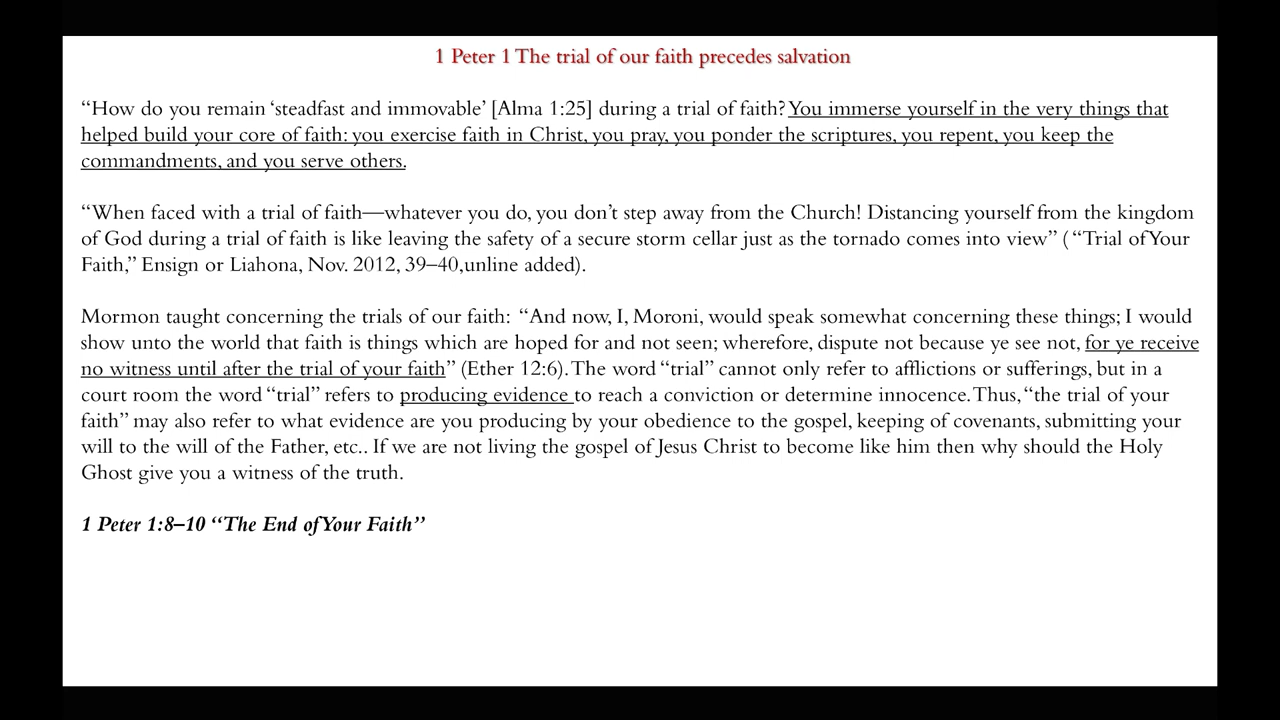 1 Peter 1 The trial of our faith precedes salvation
“How do you remain ‘steadfast and immovable’ [Alma 1:25] during a trial of faith? You immerse yourself in the very things that
helped build your core of faith: you exercise faith in Christ, you pray, you ponder the scriptures, you repent, you keep the
commandments, and you serve others.
“When faced with a trial of faith—whatever you do, you don’t step away from the Church! Distancing yourself from the kingdom
of God during a trial of faith is like leaving the safety of a secure storm cellar just as the tornado comes into view” ( “Trial of Your
Faith,” Ensign or Liahona, Nov. 2012, 39–40,unline added).
Mormon taught concerning the trials of our faith: “And now, I, Moroni, would speak somewhat concerning these things; I would
show unto the world that faith is things which are hoped for and not seen; wherefore, dispute not because ye see not, for ye receive
no witness until after the trial of your faith” (Ether 12:6). The word “trial” cannot only refer to afflictions or sufferings, but in a
court room the word “trial” refers to producing evidence to reach a conviction or determine innocence. Thus, “the trial of your
faith” may also refer to what evidence are you producing by your obedience to the gospel, keeping of covenants, submitting your
will to the will of the Father, etc.. If we are not living the gospel of Jesus Christ to become like him then why should the Holy
Ghost give you a witness of the truth.
1 Peter 1:8–10 “The End of Your Faith”